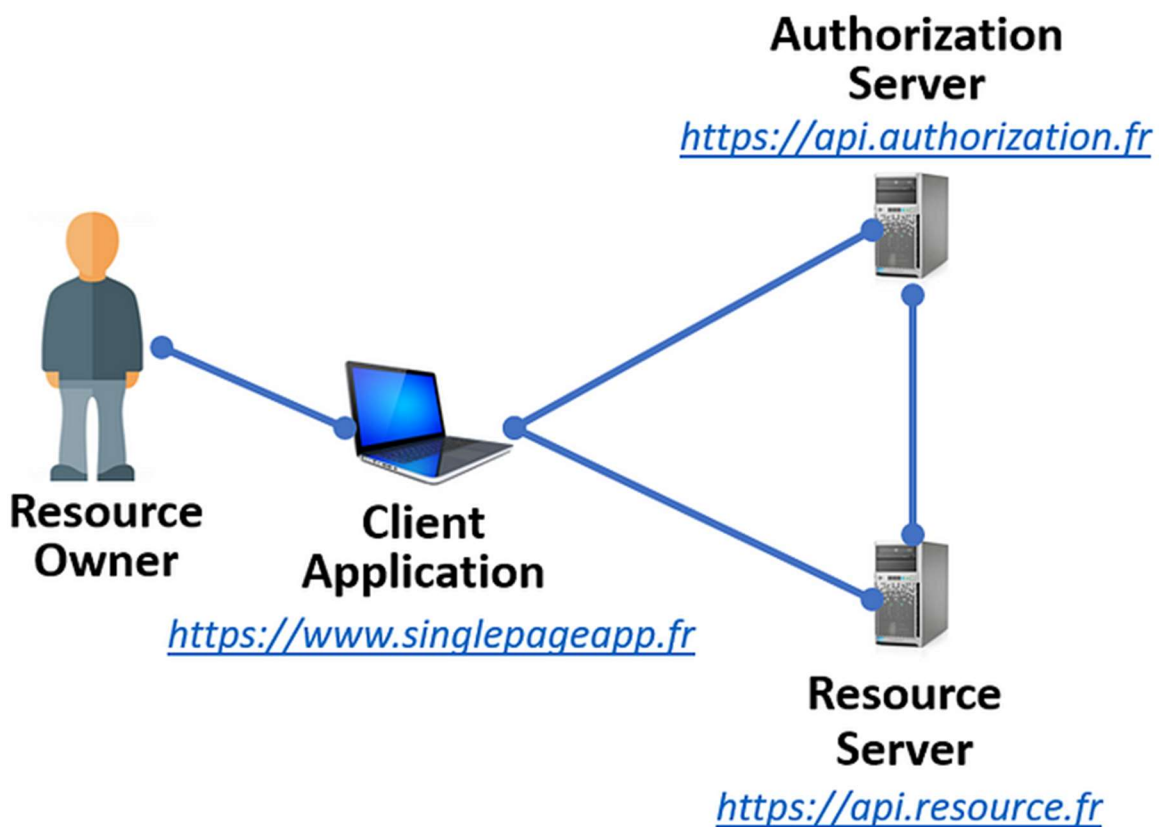 Authorization
Server
https://api.authorization.fr
Resource
Owner
Client
Application
https://www.singlepageapp.fr
Resource
Server
https://api.resource.fr